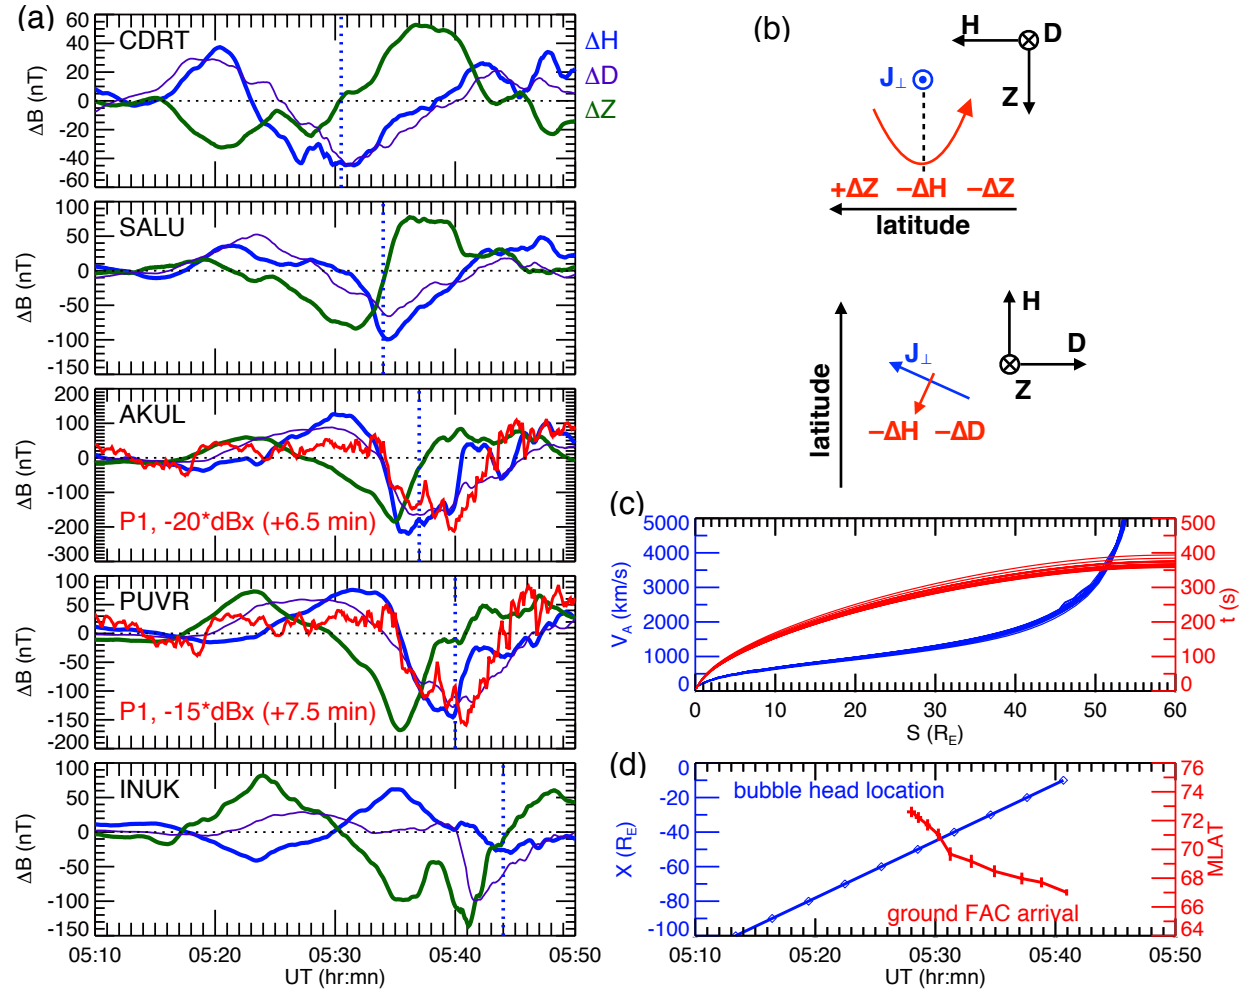 (a)
CDRT
ΔB (nT)
60
40
20
0
-20
-40
-60
ΔH
ΔD
ΔZ
SALU
ΔB (nT)
100
50
0
-50
-100
-150
AKUL
ΔB (nT)
200
100
0
-100
-200
-300
P1, -20*dBx (+6.5 min)
PUVR
ΔB (nT)
100
50
0
-50
-100
-150
-200
P1, -15*dBx (+7.5 min)
INUK
ΔB (nT)
100
50
0
-50
-100
-150
05:10 05:20 05:30 05:40 05:50
UT (hr:mn)
(b)
H D
Z
J⊥
+ΔZ −ΔH −ΔZ
latitude
H
D
Z
J⊥
−ΔH −ΔD
latitude
(c)
V_A (km/s)
5000
4000
3000
2000
1000
0
t (s)
500
400
300
200
100
0
0 10 20 30 40 50 60
S (R_E)
(d)
bubble head location
ground FAC arrival
X (R_E)
0
-20
-40
-60
-80
-100
MLAT
76
74
72
70
68
66
64
05:10 05:20 05:30 05:40 05:50
UT (hr:mn)